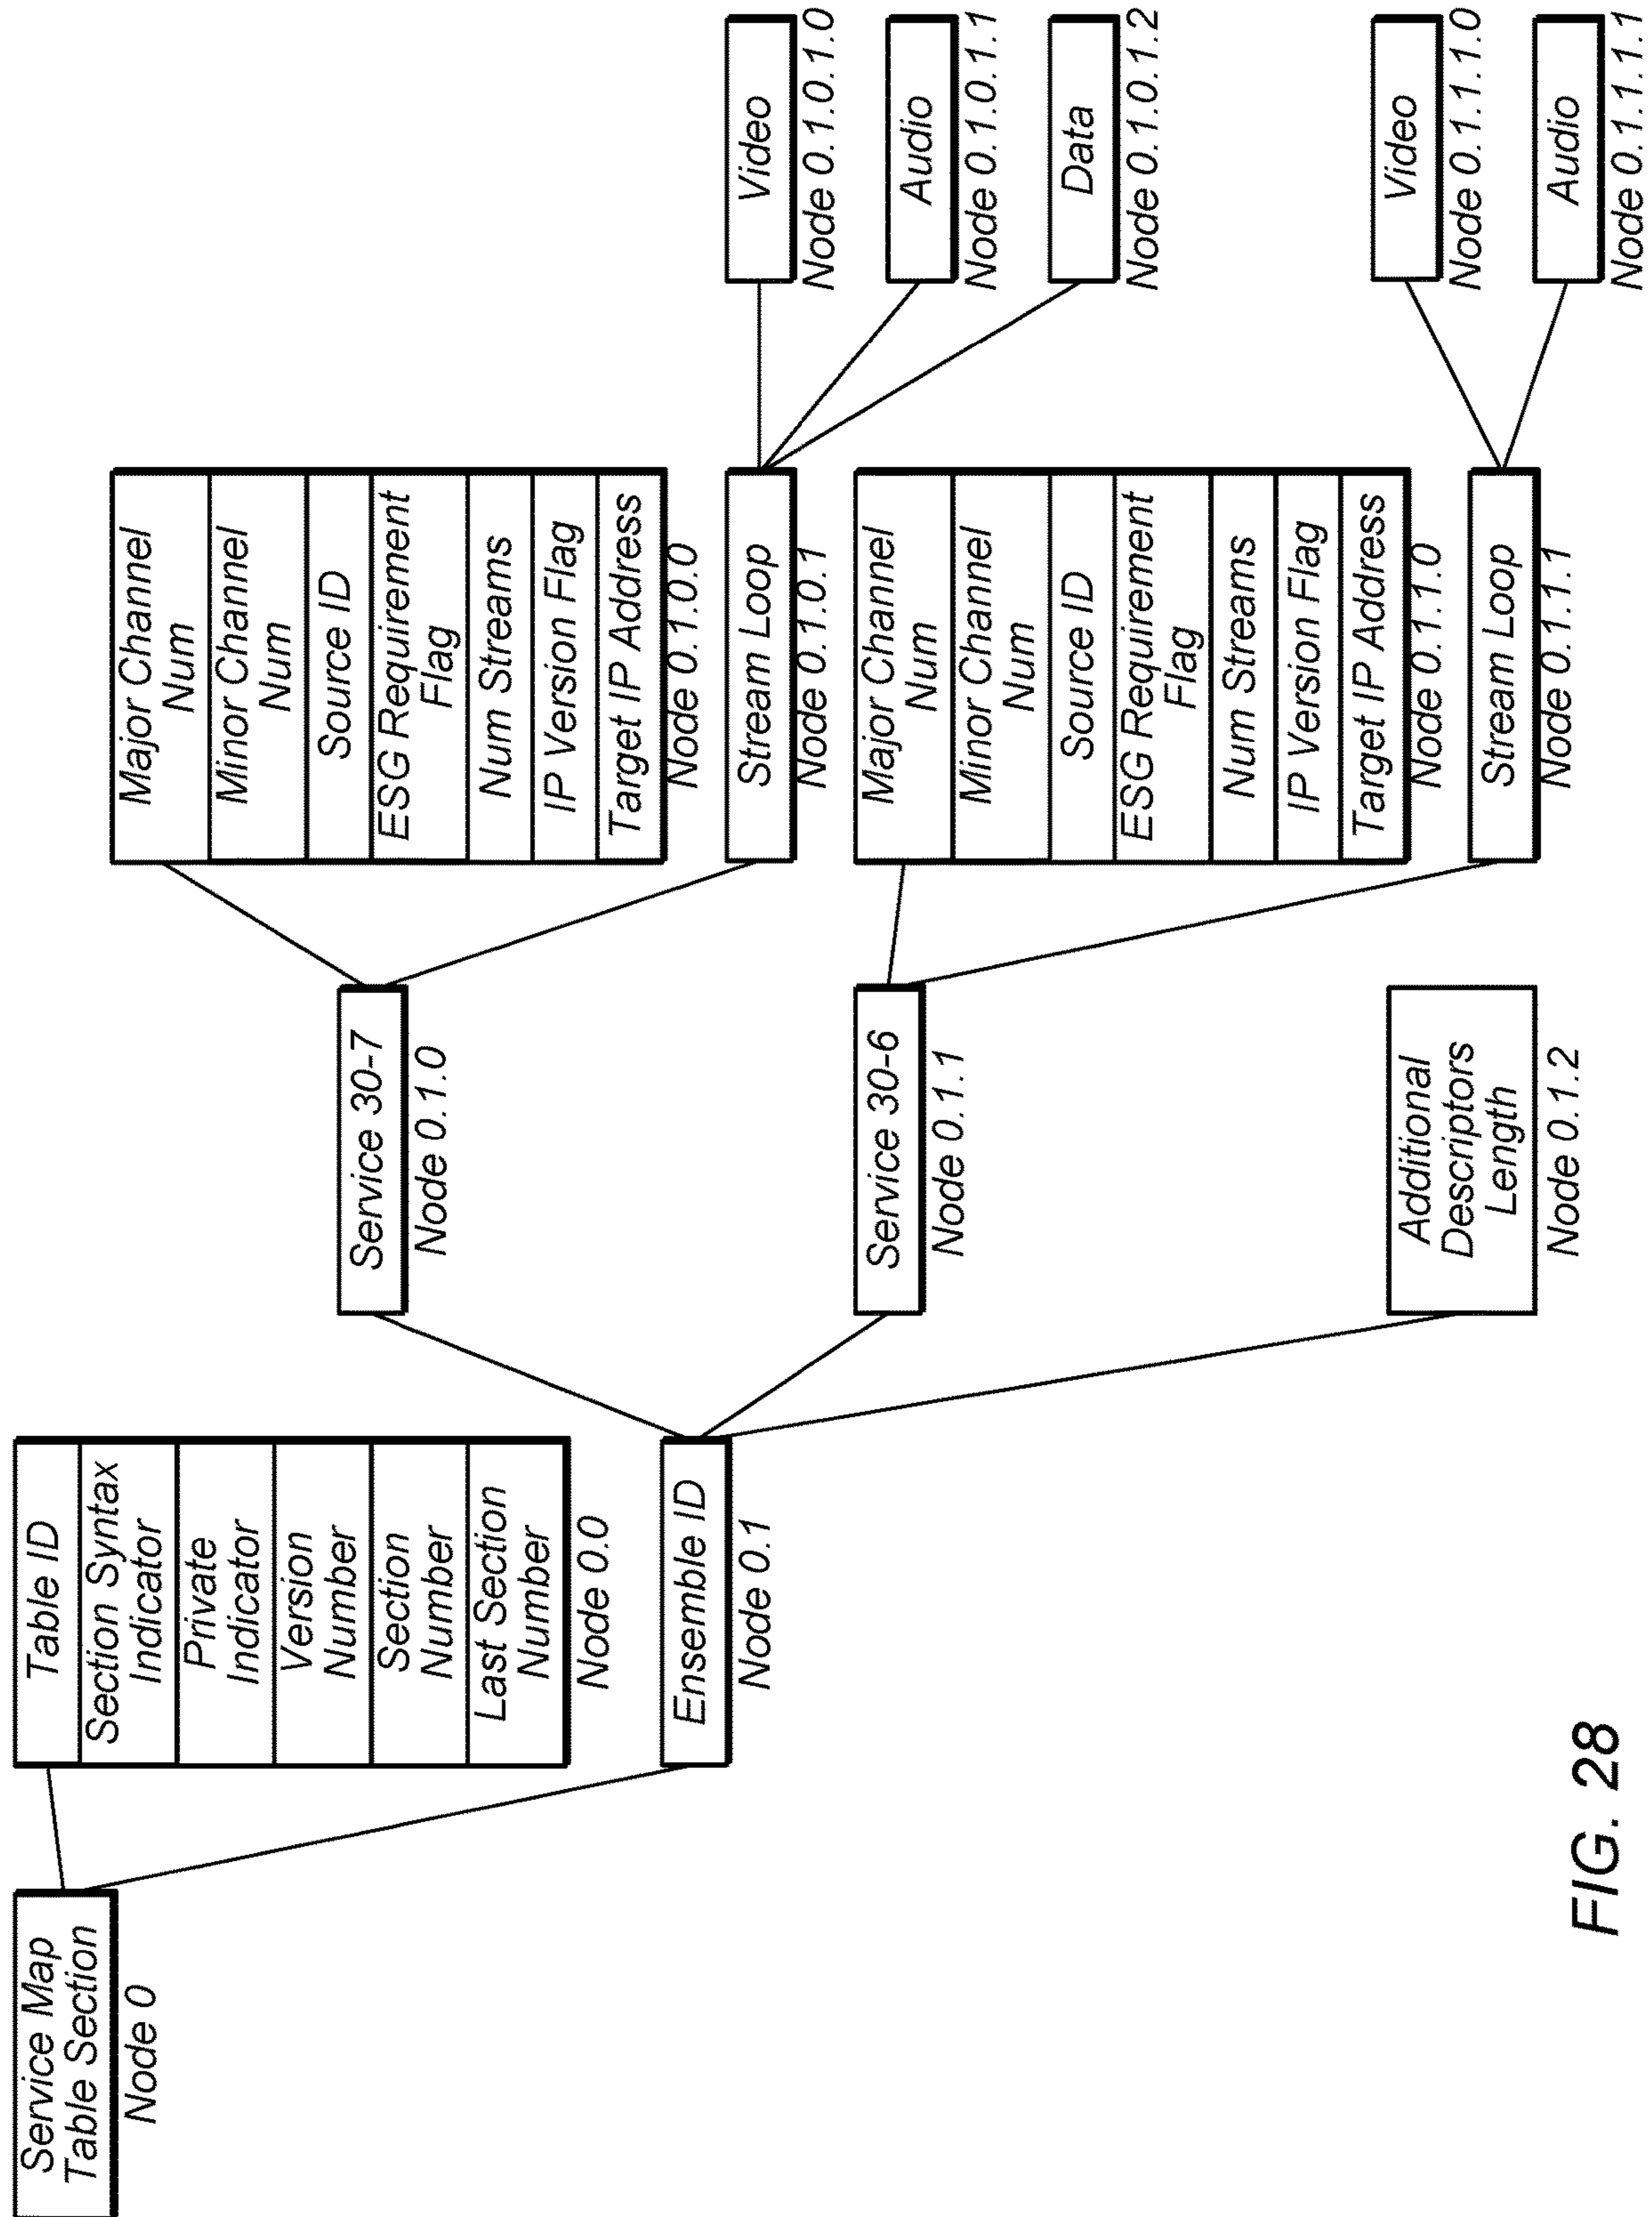 Service Map
Table Section
Node 0
Table ID
Section Syntax
Indicator
Private
Indicator
Version
Number
Section
Number
Last Section
Number
Node 0.0
Ensemble ID
Node 0.1
Service 30-7
Node 0.1.0
Service 30-6
Node 0.1.1
Additional
Descriptors
Length
Node 0.1.2
Major Channel
Num
Minor Channel
Num
Source ID
ESG Requirement
Flag
Num Streams
IP Version Flag
Target IP Address
Node 0.1.0.0
Stream Loop
Node 0.1.0.1
Major Channel
Num
Minor Channel
Num
Source ID
ESG Requirement
Flag
Num Streams
IP Version Flag
Target IP Address
Node 0.1.1.0
Stream Loop
Node 0.1.1.1
Video
Node 0.1.0.1.0
Audio
Node 0.1.0.1.1
Data
Node 0.1.0.1.2
Video
Node 0.1.1.1.0
Audio
Node 0.1.1.1.1
FIG. 28